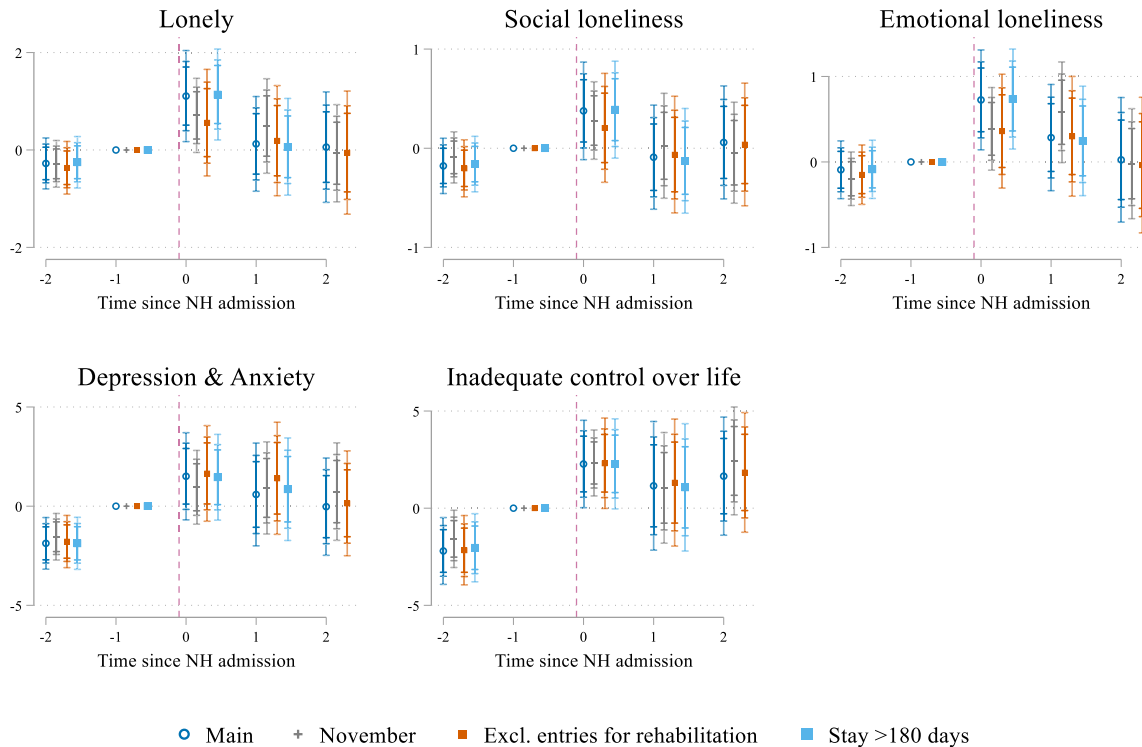 Lonely
Social loneliness
Emotional loneliness
2
0
-2
1
0
-1
1
0
-1
-2 -1 0 1 2
-2 -1 0 1 2
-2 -1 0 1 2
Time since NH admission
Time since NH admission
Time since NH admission
Depression & Anxiety
Inadequate control over life
5
0
-5
5
0
-5
-2 -1 0 1 2
-2 -1 0 1 2
Time since NH admission
Time since NH admission
Main November Excl. entries for rehabilitation Stay >180 days